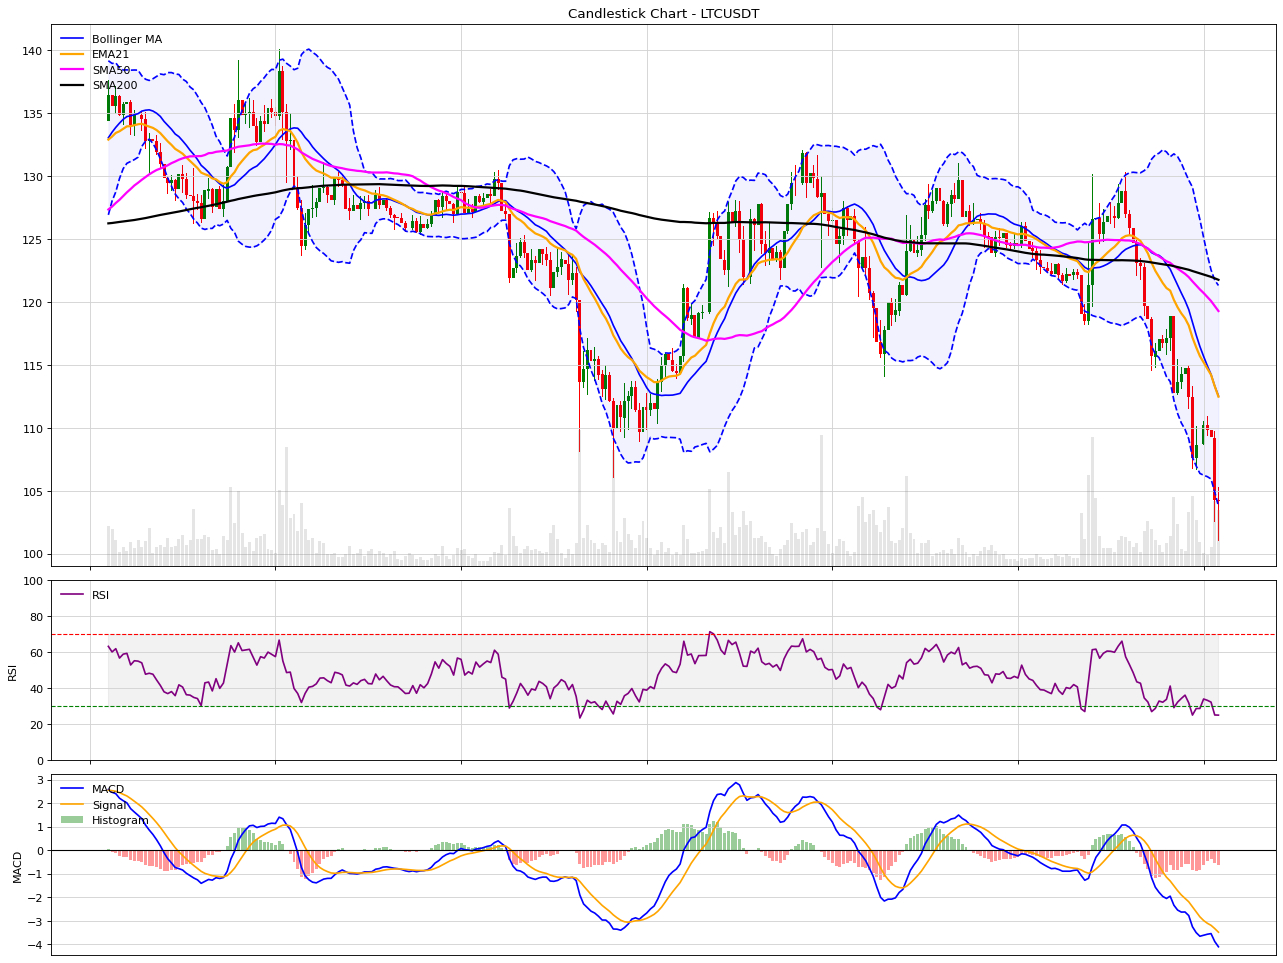 Candlestick Chart - LTCUSDT
Bollinger MA
EMA21
SMA50
SMA200
140
135
130
125
120
115
110
105
100
100
80
60
40
20
0
RSI
RSI
3
2
1
0
−1
−2
−3
−4
MACD
MACD
Signal
Histogram